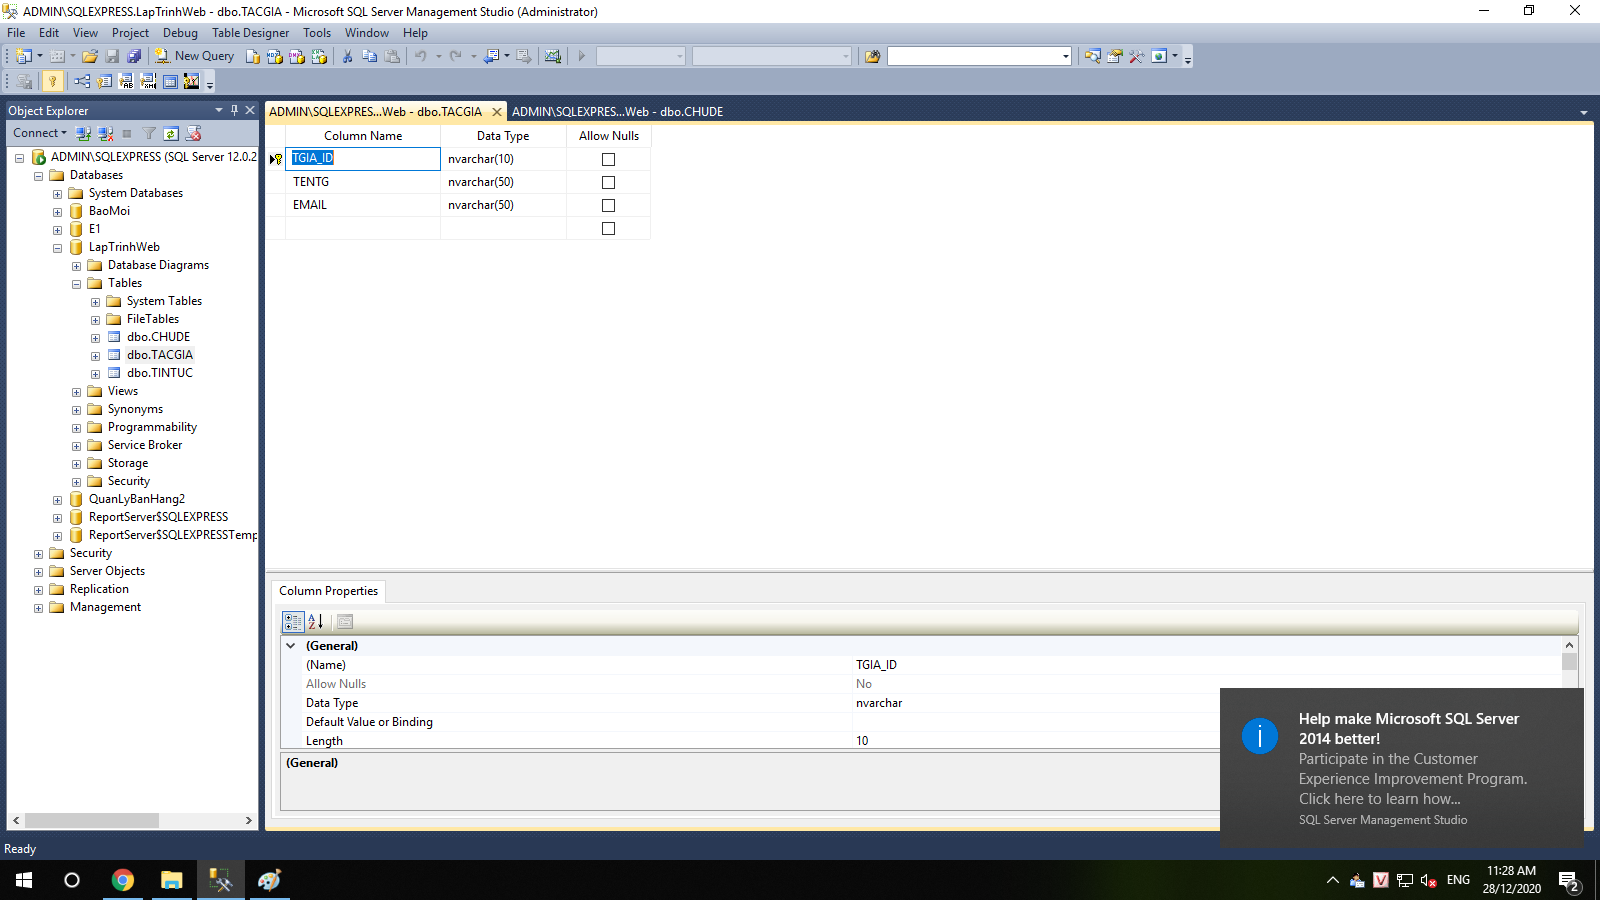 ADMIN\SQLEXPRESS.LapTrinhWeb - dbo.TACGIA - Microsoft SQL Server Management Studio (Administrator)
File Edit View Project Debug Table Designer Tools Window Help
New Query
Object Explorer
Connect
ADMIN\SQLEXPRESS (SQL Server 12.0.2
Databases
System Databases
BaoMoi
E1
LapTrinhWeb
Database Diagrams
Tables
System Tables
FileTables
dbo.CHUDE
dbo.TACGIA
dbo.TINTUC
Views
Synonyms
Programmability
Service Broker
Storage
Security
QuanLyBanHang2
ReportServer$SQLEXPRESS
ReportServer$SQLEXPRESSTemp
Security
Server Objects
Replication
Management
ADMIN\SQLEXPRES...Web - dbo.TACGIA ADMIN\SQLEXPRES...Web - dbo.CHUDE
Column Name Data Type Allow Nulls
TGIA_ID nvarchar(10)
TENTG nvarchar(50)
EMAIL nvarchar(50)
Column Properties
(General)
(Name) TGIA_ID
Allow Nulls No
Data Type nvarchar
Default Value or Binding
Length 10
(General)
Help make Microsoft SQL Server
2014 better!
Participate in the Customer
Experience Improvement Program.
Click here to learn how...
SQL Server Management Studio
Ready
ENG
11:28 AM
28/12/2020
2